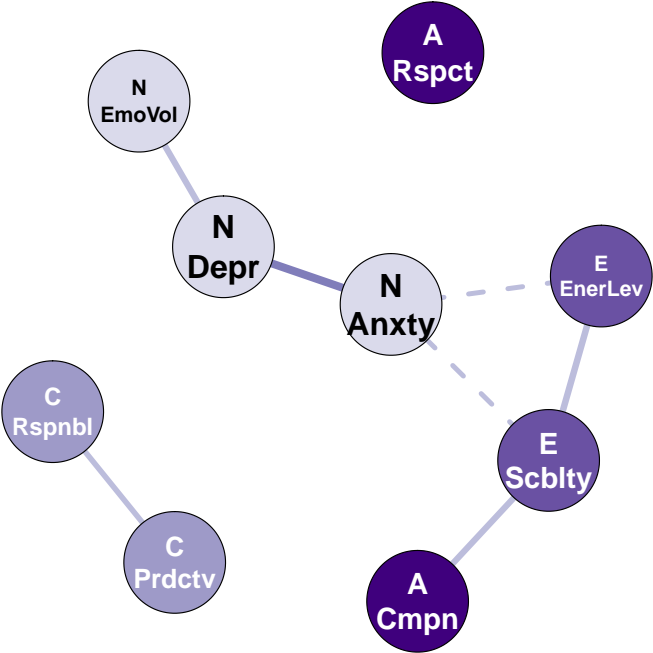 A
Rspct
N
EmoVol
N
Depr
N
Anxty
E
EnerLev
C
Rspnbl
E
Scblty
C
Prdctv
A
Cmpn